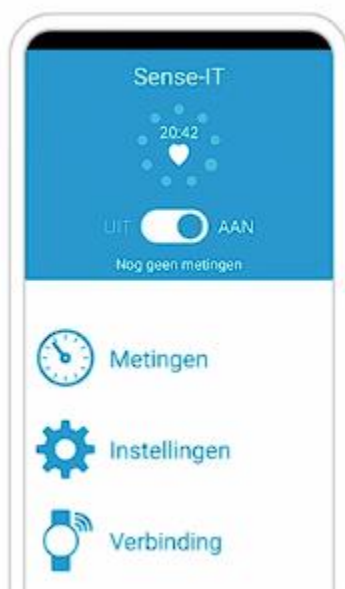 Sense-IT
20:42
UIT AAN
Nog geen metingen
Metingen
Instellingen
Verbinding